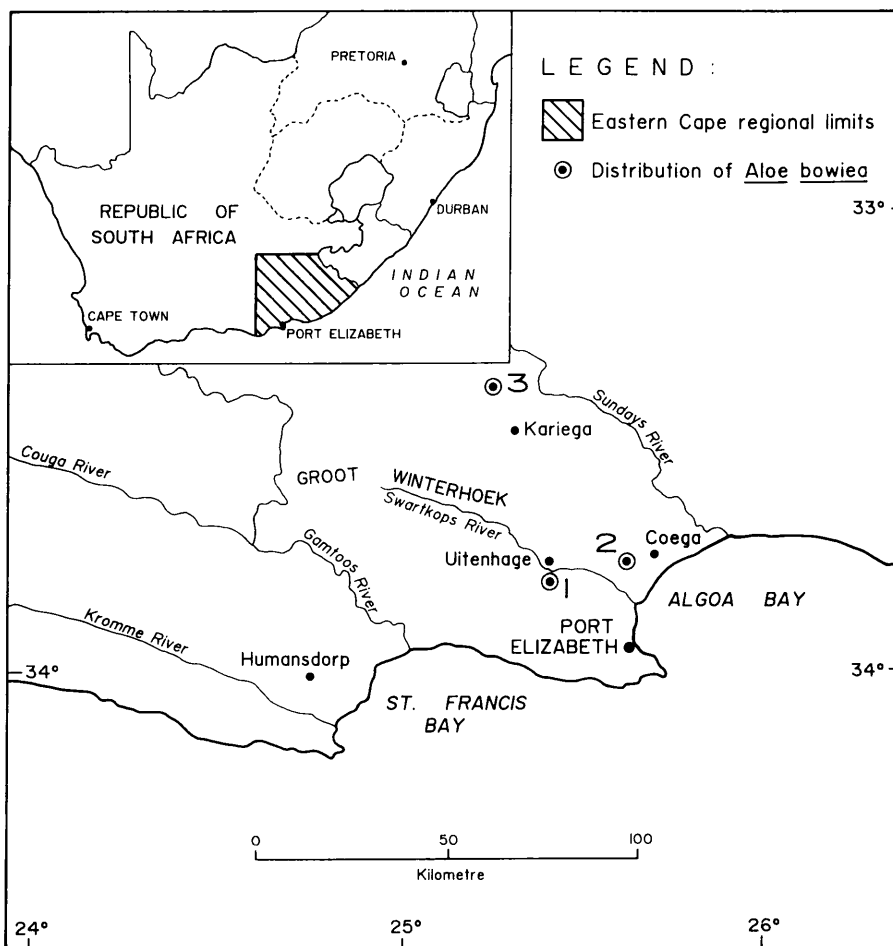 PRETORIA
REPUBLIC OF
SOUTH AFRICA
DURBAN
INDIAN
OCEAN
CAPE TOWN
PORT ELIZABETH
LEGEND :
Eastern Cape regional limits
Distribution of Aloe bowiea
33°
3
Kariega
Sundays River
Couga River
GROOT
WINTERHOEK
Swartkops River
Gamtoos River
Uitenhage
2
Coega
1
ALGOA BAY
Kromme River
Humansdorp
PORT
ELIZABETH
34°
34°
ST. FRANCIS
BAY
0 50 100
Kilometre
24° 25° 26°